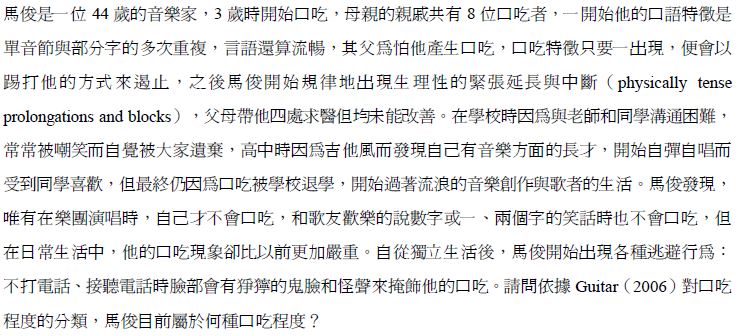 馬俊是一位 44 歲的音樂家，3 歲時開始口吃，母親的親戚共有 8 位口吃者，一開始他的口語特徵是
單音節與部分字的多次重複，言語還算流暢，其父為怕他產生口吃，口吃特徵只要一出現，便會以
踢打他的方式來遏止，之後馬俊開始規律地出現生理性的緊張延長與中斷（physically tense
prolongations and blocks），父母帶他四處求醫但均未能改善。在學校時因為與老師和同學溝通困難，
常常被嘲笑而自覺被大家遺棄，高中時因為吉他風而發現自己有音樂方面的長才，開始自彈自唱而
受到同學喜歡，但最終仍因為口吃被學校退學，開始過著流浪的音樂創作與歌者的生活。馬俊發現，
唯有在樂團演唱時，自己才不會口吃，和歌友歡樂的說數字或一、兩個字的笑話時也不會口吃，但
在日常生活中，他的口吃現象卻比以前更加嚴重。自從獨立生活後，馬俊開始出現各種逃避行為：
不打電話、接聽電話時臉部會有猙獰的鬼臉和怪聲來掩飾他的口吃。請問依據 Guitar（2006）對口吃
程度的分類，馬俊目前屬於何種口吃程度？